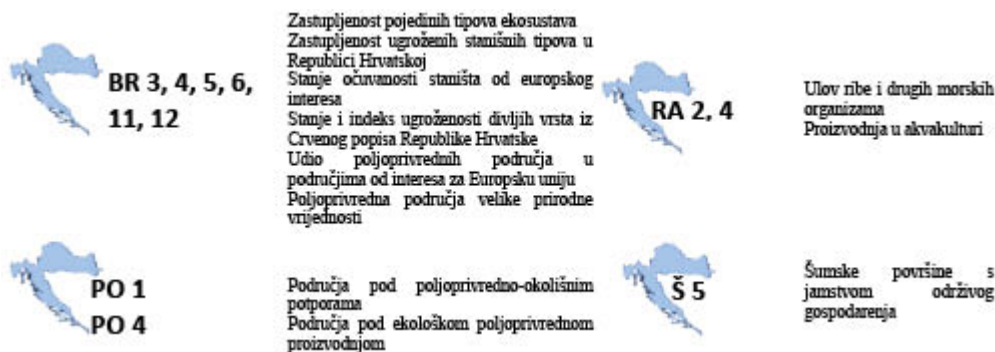 BR 3, 4, 5, 6,
11, 12
Zastupljenost pojedinih tipova ekosustava
Zastupljenost ugroženih stanišnih tipova u
Republici Hrvatskoj
Stanje očuvanosti staništa od europskog
interesa
Stanje i indeks ugroženosti divljih vrsta iz
Crvenog popisa Republike Hrvatske
Udio poljoprivrednih područja u
područjima od interesa za Europsku uniju
Poljoprivredna područja velike prirodne
vrijednosti
RA 2, 4
Ulov ribe i drugih morskih
organizama
Proizvodnja u akvakulturi
PO 1
PO 4
Područja pod poljoprivredno-okolišnim
potporama
Područja pod ekološkom poljoprivrednom
proizvodnjom
Š 5
Šumske površine s
jamstvom održivog
gospodarenja